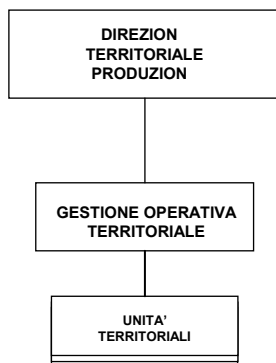 DIREZION
TERRITORIALE
PRODUZION
GESTIONE OPERATIVA
TERRITORIALE
UNITA'
TERRITORIALI